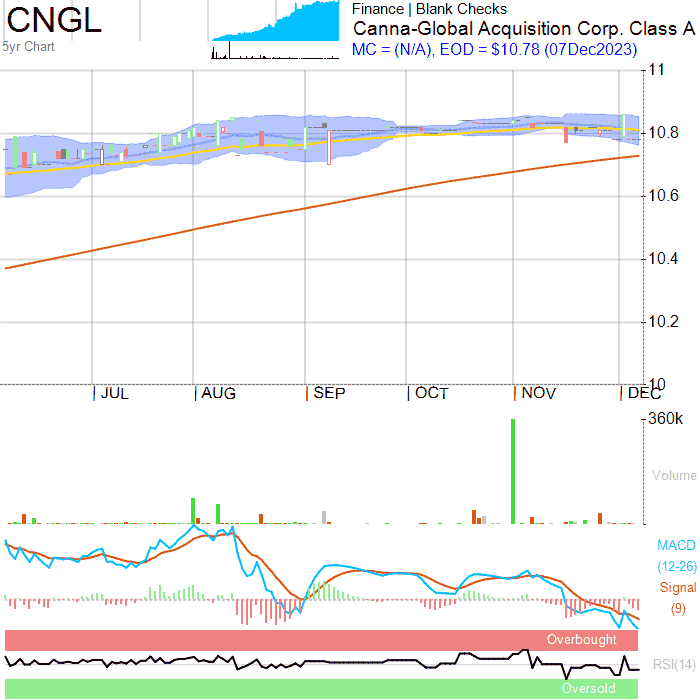 CNGL
5yr Chart
Finance | Blank Checks
Canna-Global Acquisition Corp. Class A
MC = (N/A), EOD = $10.78 (07Dec2023)
11
10.8
10.6
10.4
10.2
10
JUL AUG SEP OCT NOV DEC
360k
Volume
MACD
(12-26)
Signal
(9)
Overbought
RSI(14)
Oversold